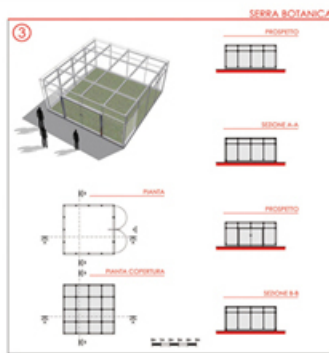 SERRA BOTANICA
3
PROSPETTO
SEZIONE A-A
PIANTA
PROSPETTO
PIANTA COPERTURA
SEZIONE B-B